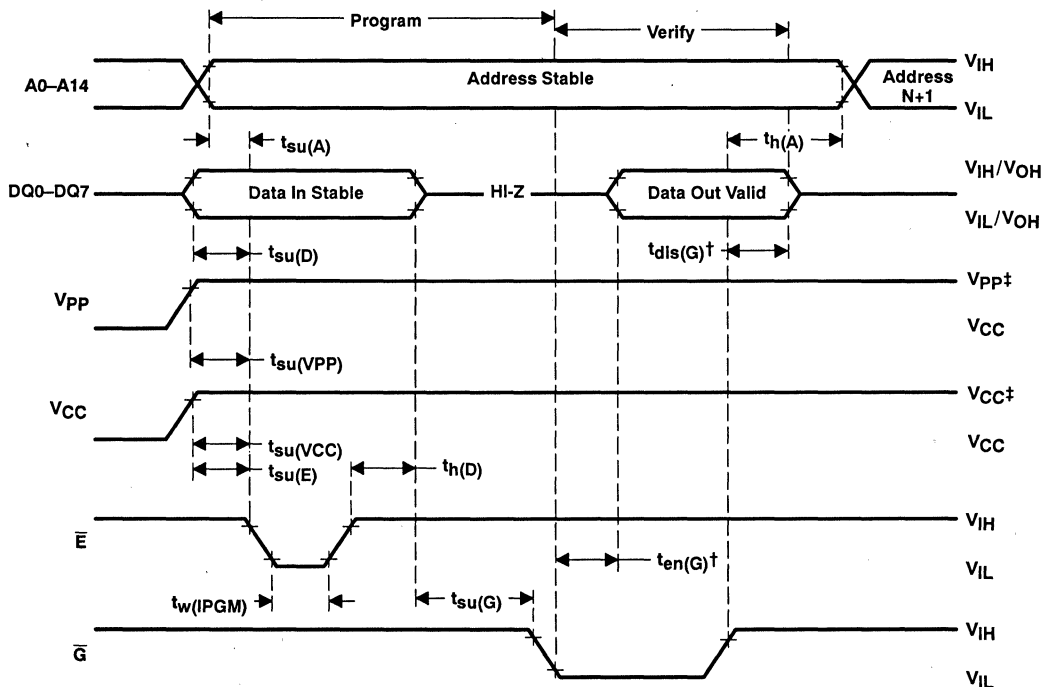 Program
Verify
A0–A14
Address Stable
Address
N+1
VIH
VIL
tsu(A)
th(A)
DQ0–DQ7
Data In Stable
HI-Z
Data Out Valid
VIH/VOH
VIL/VOH
tsu(D)
tdis(G)†
VPP
VPP‡
VCC
tsu(VPP)
VCC
VCC‡
VCC
tsu(VCC)
tsu(E)
th(D)
E̅
VIH
VIL
ten(G)†
tw(IPGM)
tsu(G)
G̅
VIH
VIL